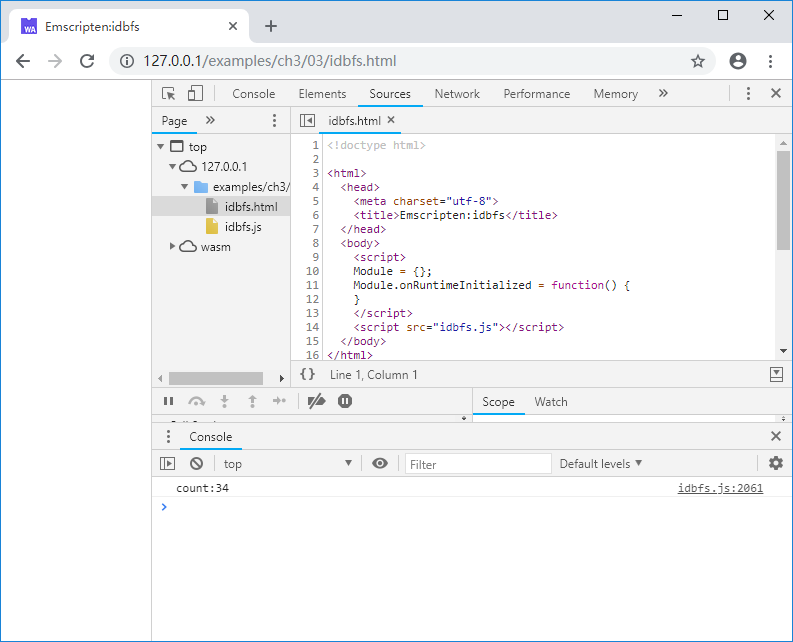 WA Emscripten:idbfs
127.0.0.1/examples/ch3/03/idbfs.html
Console Elements Sources Network Performance Memory
Page
idbfs.html
top
127.0.0.1
examples/ch3/
idbfs.html
idbfs.js
wasm
1 <!doctype html>
2
3 <html>
4 <head>
5 <meta charset="utf-8">
6 <title>Emscripten:idbfs</title>
7 </head>
8 <body>
9 <script>
10 Module = {};
11 Module.onRuntimeInitialized = function() {
12 }
13 </script>
14 <script src="idbfs.js"></script>
15 </body>
16 </html>
{} Line 1, Column 1
Scope Watch
Console
top Filter Default levels
count:34 idbfs.js:2061